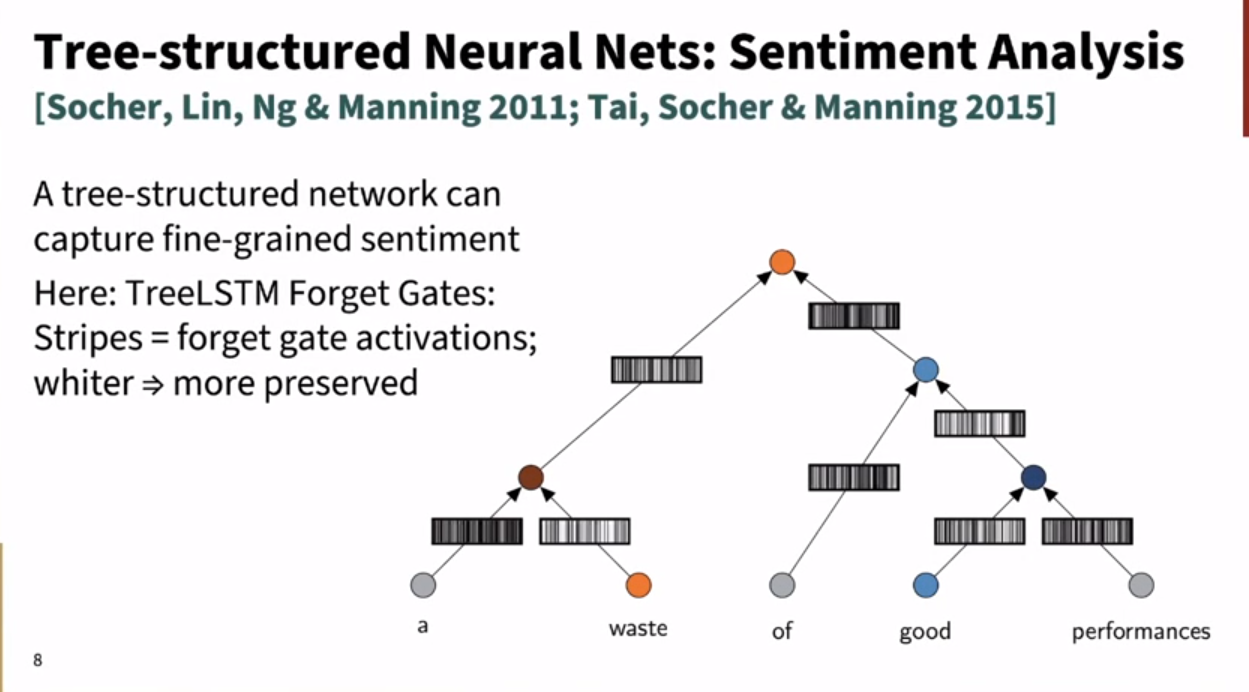 Tree-structured Neural Nets: Sentiment Analysis
[Socher, Lin, Ng & Manning 2011; Tai, Socher & Manning 2015]
A tree-structured network can
capture fine-grained sentiment
Here: TreeLSTM Forget Gates:
Stripes = forget gate activations;
whiter ⇒ more preserved
a waste of good performances
8